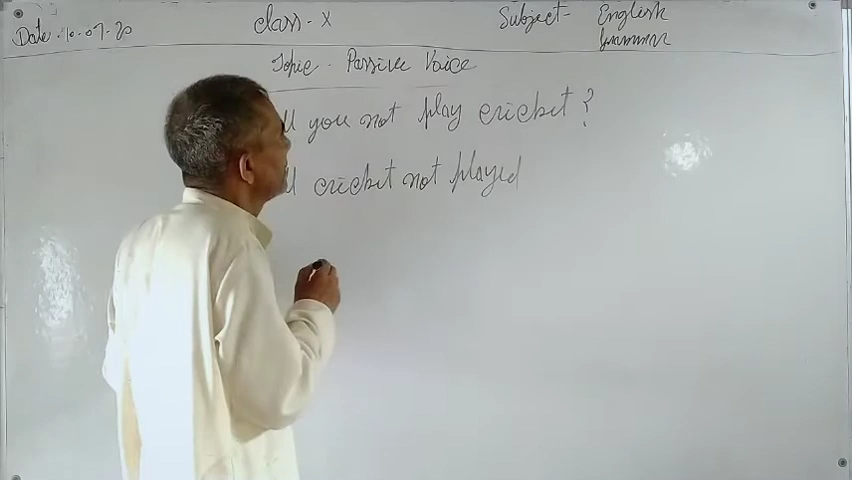 Date. 10-07-20 Class - X Subject - English
Grammar
Topic - Passive Voice
ll you not play cricket ?
ll cricket not played